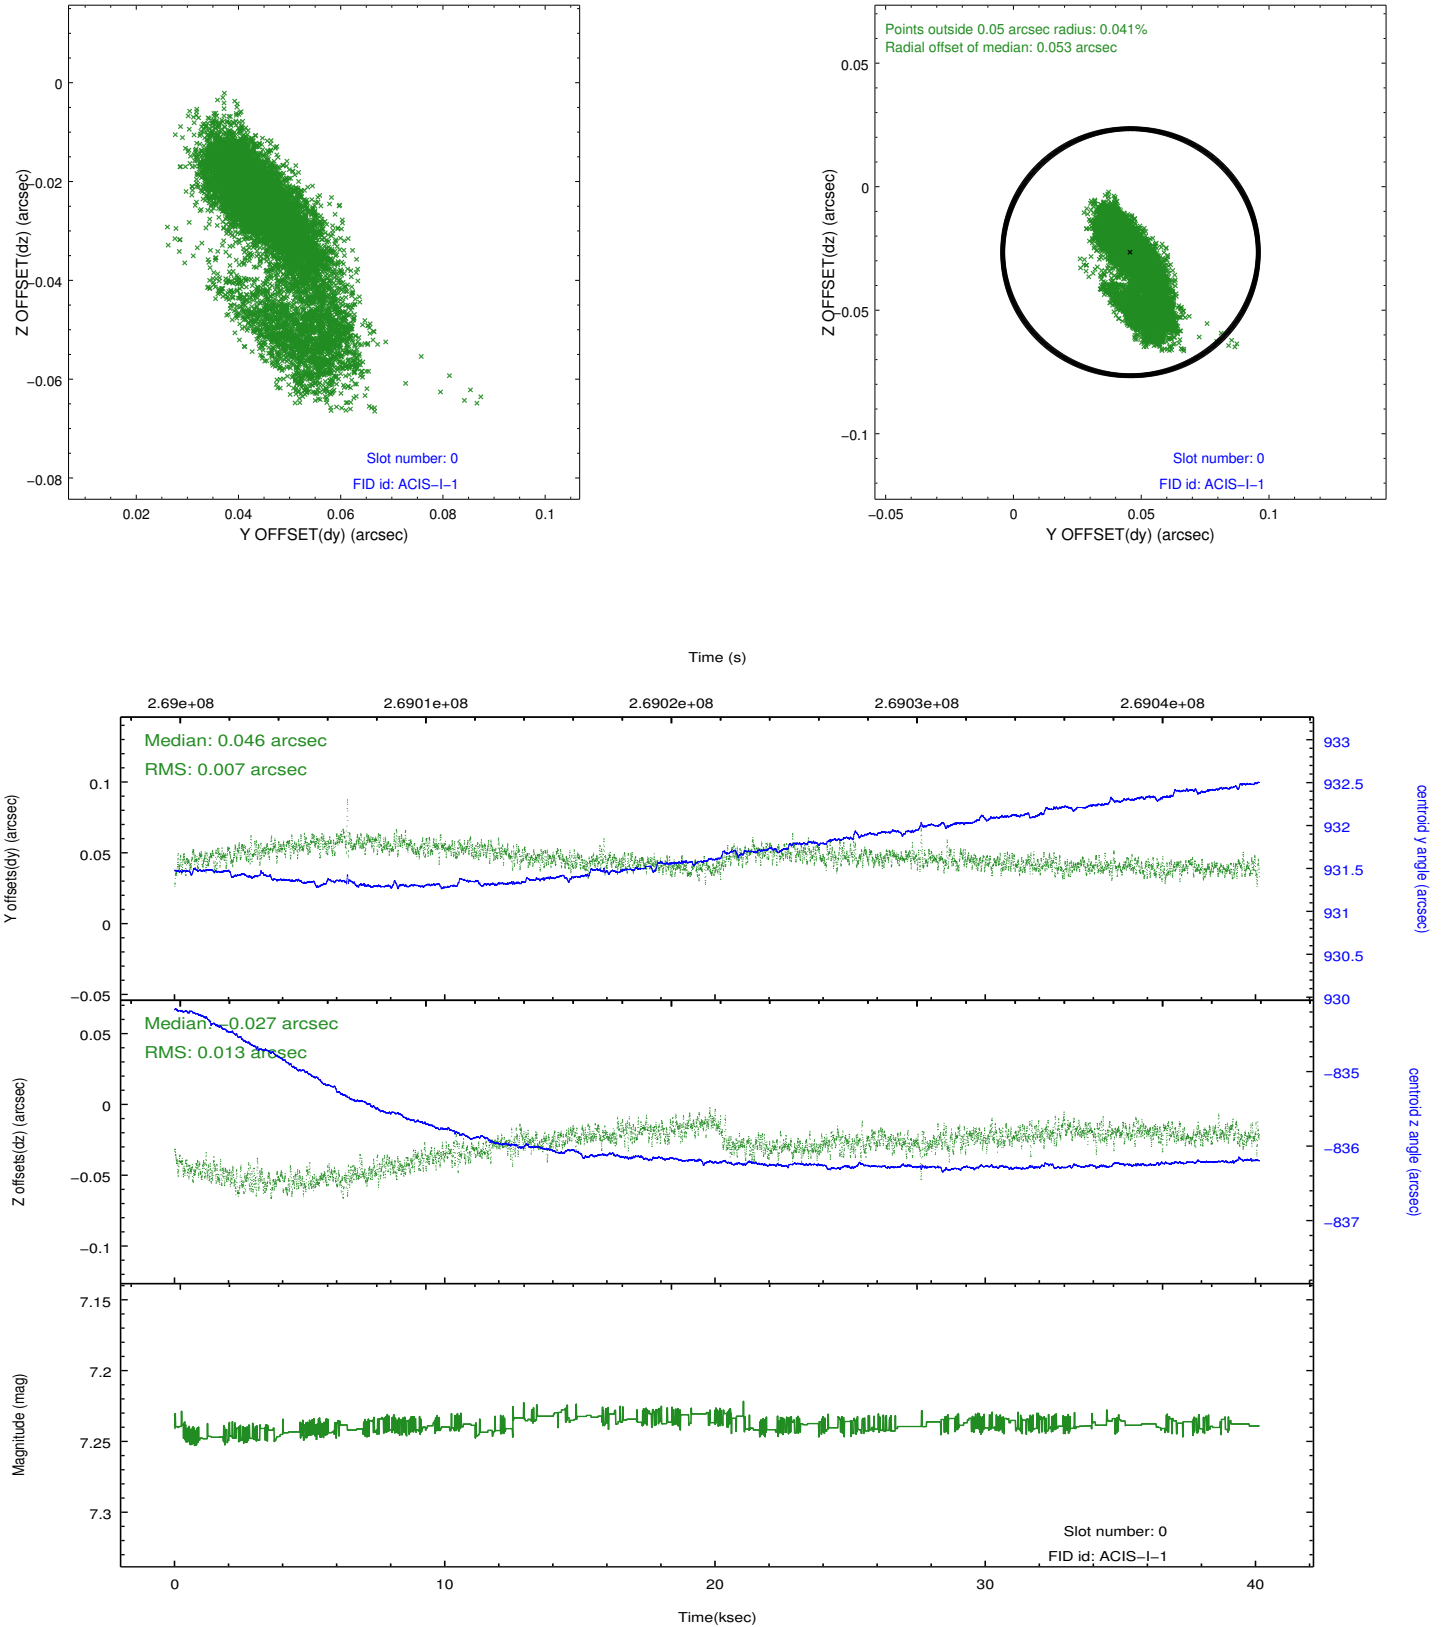 0
−0.02
−0.04
−0.06
−0.08
Z OFFSET(dz) (arcsec)
0.02
0.04
0.06
0.08
0.1
Y OFFSET(dy) (arcsec)
Slot number: 0
FID id: ACIS−I−1
Points outside 0.05 arcsec radius: 0.041%
Radial offset of median: 0.053 arcsec
0.05
0
−0.05
−0.1
Z OFFSET(dz) (arcsec)
−0.05
0
0.05
0.1
Y OFFSET(dy) (arcsec)
Slot number: 0
FID id: ACIS−I−1
Time (s)
2.69e+08
2.6901e+08
2.6902e+08
2.6903e+08
2.6904e+08
Median: 0.046 arcsec
RMS: 0.007 arcsec
0.1
0.05
0
−0.05
Y offsets(dy) (arcsec)
933
932.5
932
931.5
931
930.5
930
centroid y angle (arcsec)
Median: −0.027 arcsec
RMS: 0.013 arcsec
0.05
0
−0.05
−0.1
Z offsets(dz) (arcsec)
−835
−836
−837
centroid z angle (arcsec)
7.15
7.2
7.25
7.3
Magnitude (mag)
Slot number: 0
FID id: ACIS−I−1
0
10
20
30
40
Time(ksec)